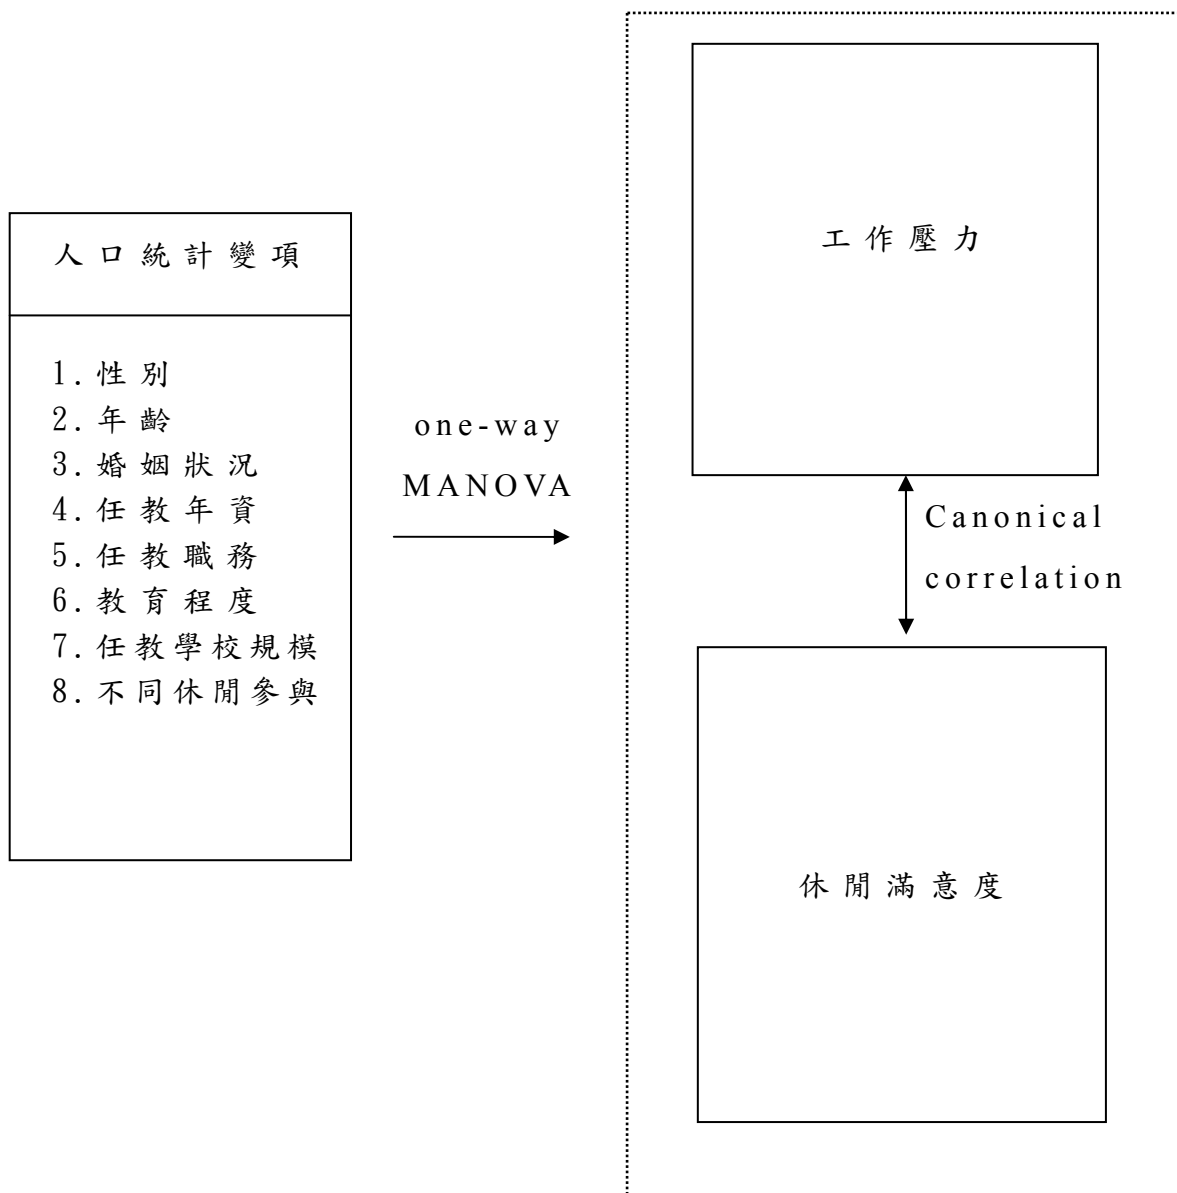 人口統計變項
1.性別
2.年齡
3.婚姻狀況
4.任教年資
5.任教職務
6.教育程度
7.任教學校規模
8.不同休閒參與
one-way
MANOVA
工作壓力
Canonical
correlation
休閒滿意度